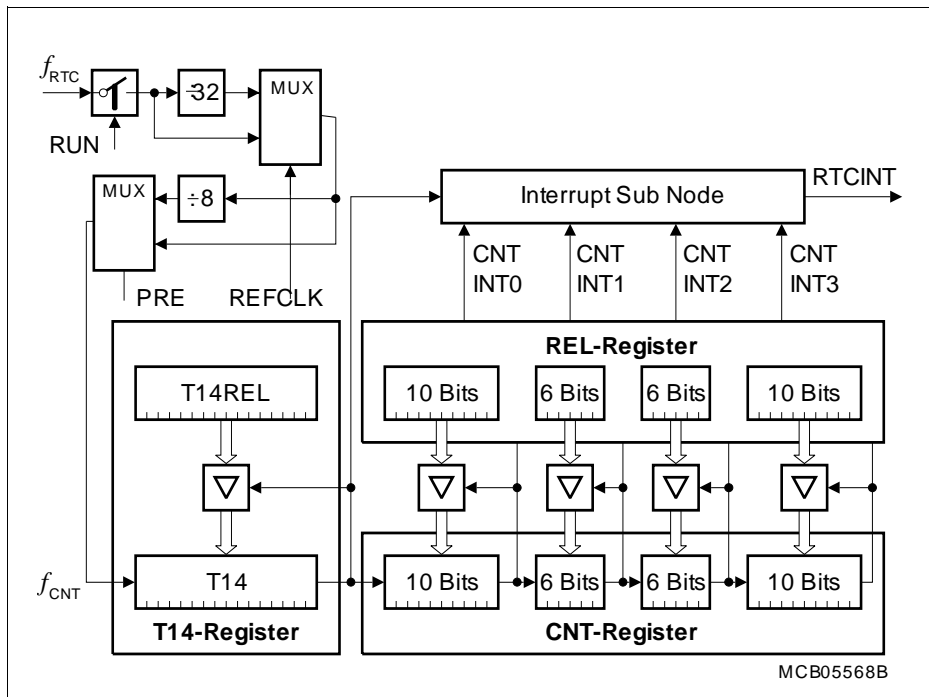 fRTC
÷32
MUX
RUN
MUX
÷8
PRE
REFCLK
Interrupt Sub Node
RTCINT
CNT INT0
CNT INT1
CNT INT2
CNT INT3
REL-Register
T14REL
10 Bits
6 Bits
6 Bits
10 Bits
fCNT
T14
10 Bits
6 Bits
6 Bits
10 Bits
T14-Register
CNT-Register
MCB05568B